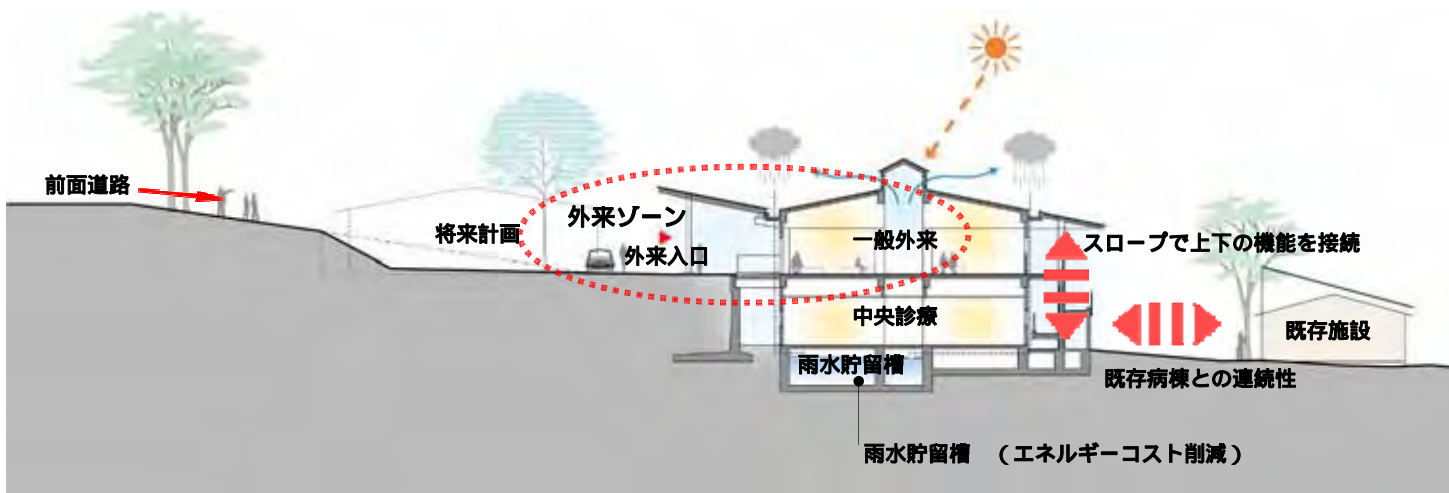 前面道路
将来計画
外来ゾーン
外来入口
一般外来
スロープで上下の機能を接続
中央診療
既存施設
雨水貯留槽
既存病棟との連続性
雨水貯留槽　（エネルギーコスト削減）